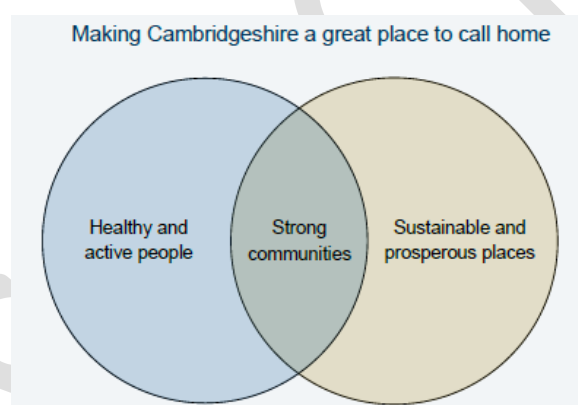 Making Cambridgeshire a great place to call home
Healthy and
active people
Strong
communities
Sustainable and
prosperous places